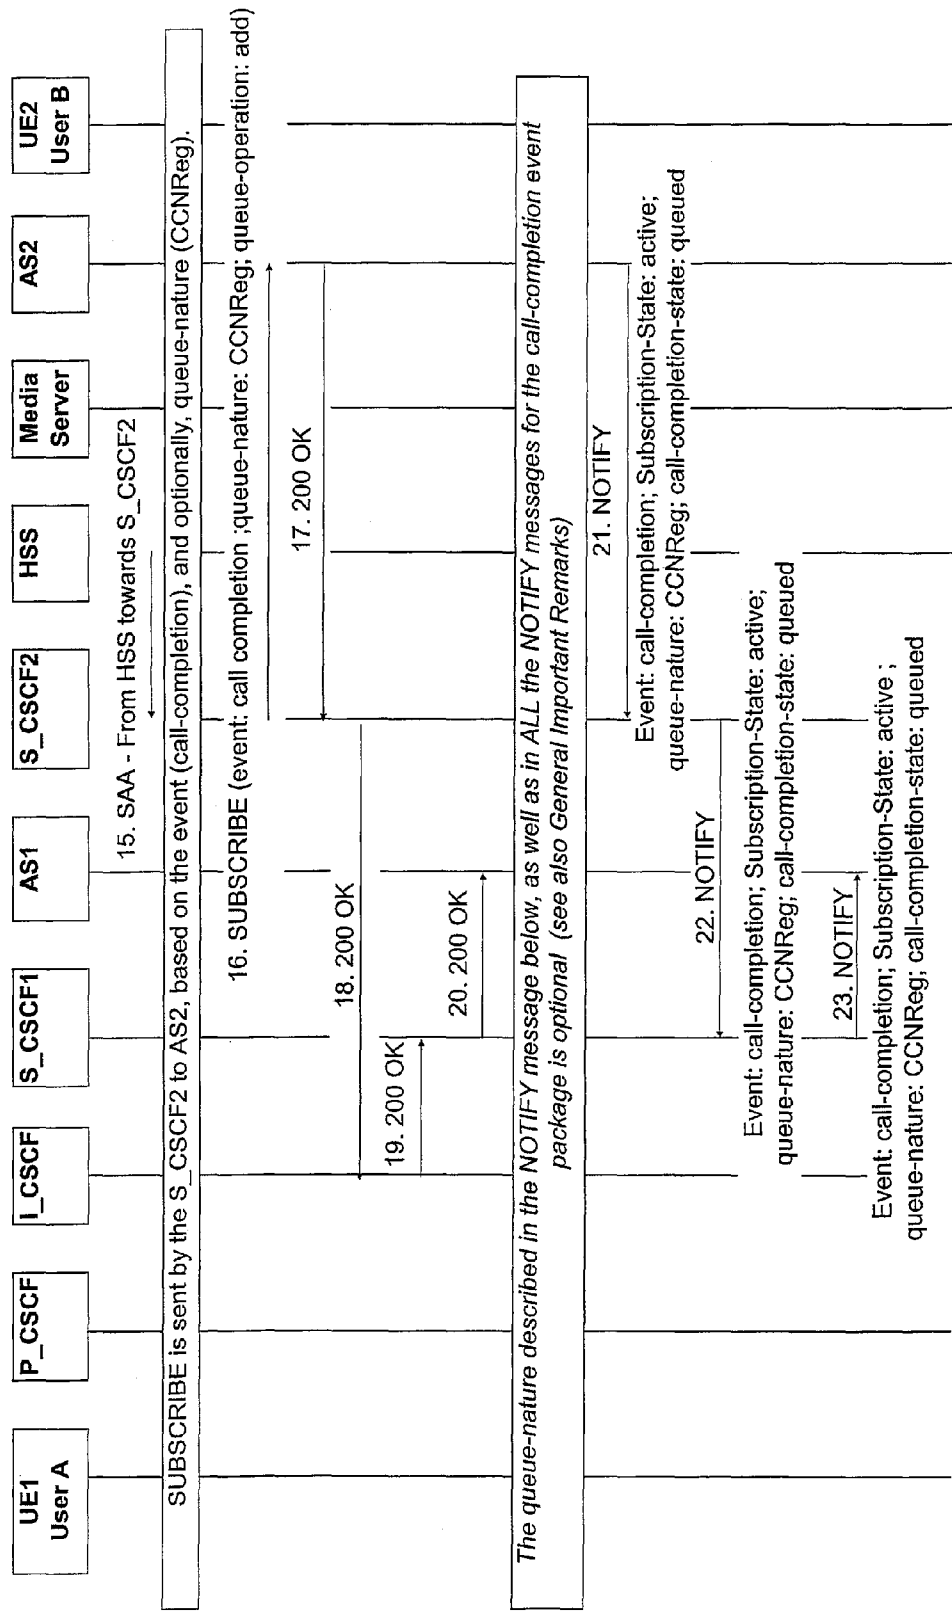 UE1
User A
P_CSCF
I_CSCF
S_CSCF1
AS1
S_CSCF2
HSS
Media
Server
AS2
UE2
User B
15. SAA - From HSS towards S_CSCF2
SUBSCRIBE is sent by the S_CSCF2 to AS2, based on the event (call-completion), and optionally, queue-nature (CCNReg).
16. SUBSCRIBE (event: call completion ;queue-nature: CCNReg; queue-operation: add)
17. 200 OK
18. 200 OK
19. 200 OK
20. 200 OK
The queue-nature described in the NOTIFY message below, as well as in ALL the NOTIFY messages for the call-completion event
package is optional (see also General Important Remarks)
21. NOTIFY
Event: call-completion; Subscription-State: active;
queue-nature: CCNReg; call-completion-state: queued
22. NOTIFY
Event: call-completion; Subscription-State: active;
queue-nature: CCNReg; call-completion-state: queued
23. NOTIFY
Event: call-completion; Subscription-State: active ;
queue-nature: CCNReg; call-completion-state: queued